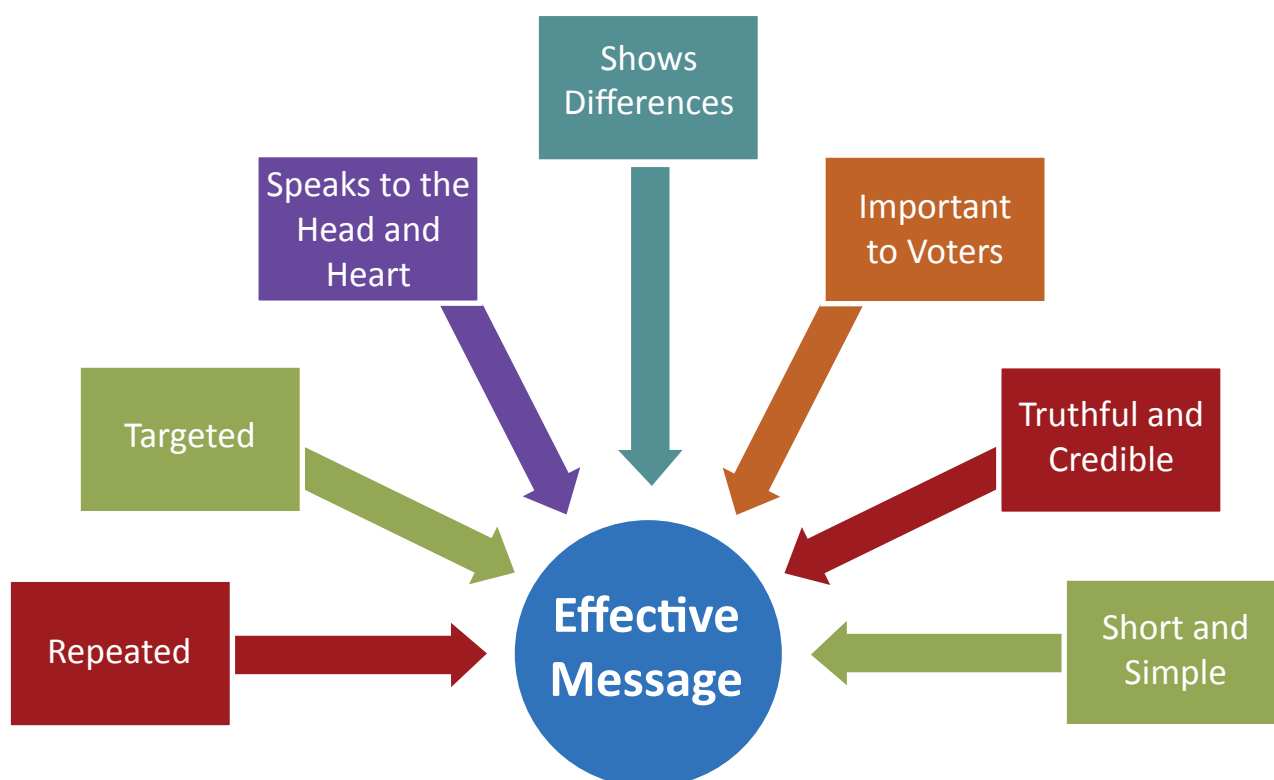 Shows
Differences
Speaks to the
Head and
Heart
Important
to Voters
Targeted
Truthful and
Credible
Repeated
Effective
Message
Short and
Simple